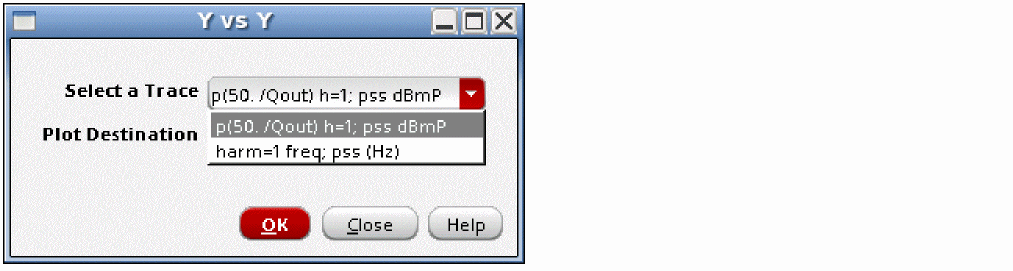 Y vs Y
Select a Trace p(50. /Qout) h=1; pss dBmP
Plot Destination p(50. /Qout) h=1; pss dBmP
harm=1 freq; pss (Hz)
OK Close Help